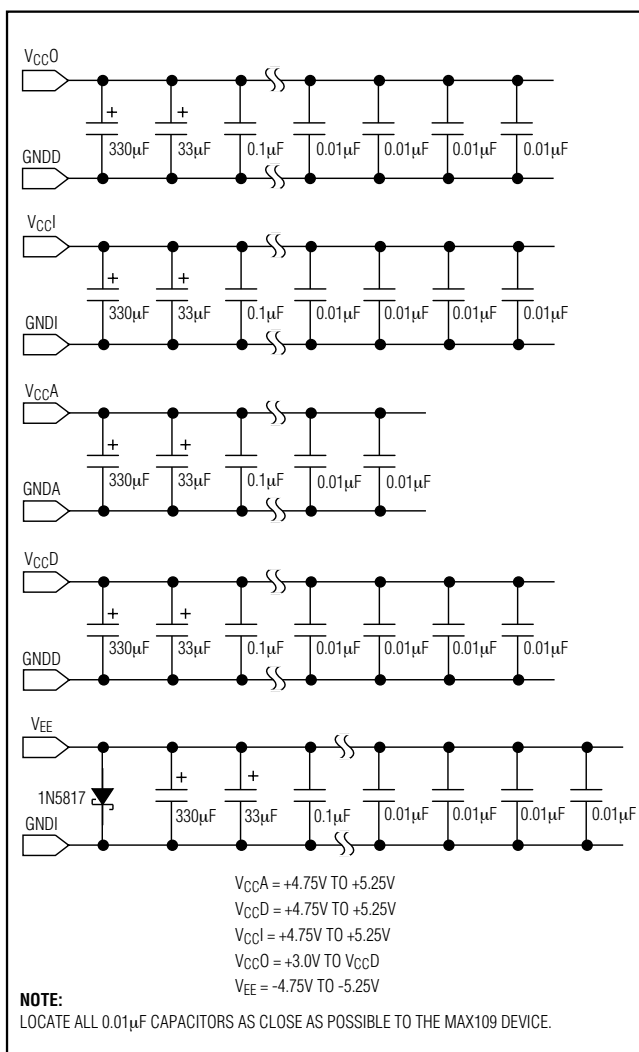 VCCO
+ +
330µF 33µF 0.1µF 0.01µF 0.01µF 0.01µF 0.01µF
GNDD
VCCI
+ +
330µF 33µF 0.1µF 0.01µF 0.01µF 0.01µF 0.01µF
GNDI
VCCA
+ +
330µF 33µF 0.1µF 0.01µF 0.01µF
GNDA
VCCD
+ +
330µF 33µF 0.1µF 0.01µF 0.01µF 0.01µF 0.01µF
GNDD
VEE
+ +
1N5817
330µF 33µF 0.1µF 0.01µF 0.01µF 0.01µF 0.01µF
GNDI
VCCA = +4.75V TO +5.25V
VCCD = +4.75V TO +5.25V
VCCI = +4.75V TO +5.25V
VCCO = +3.0V TO VCCD
VEE = -4.75V TO -5.25V
NOTE:
LOCATE ALL 0.01µF CAPACITORS AS CLOSE AS POSSIBLE TO THE MAX109 DEVICE.